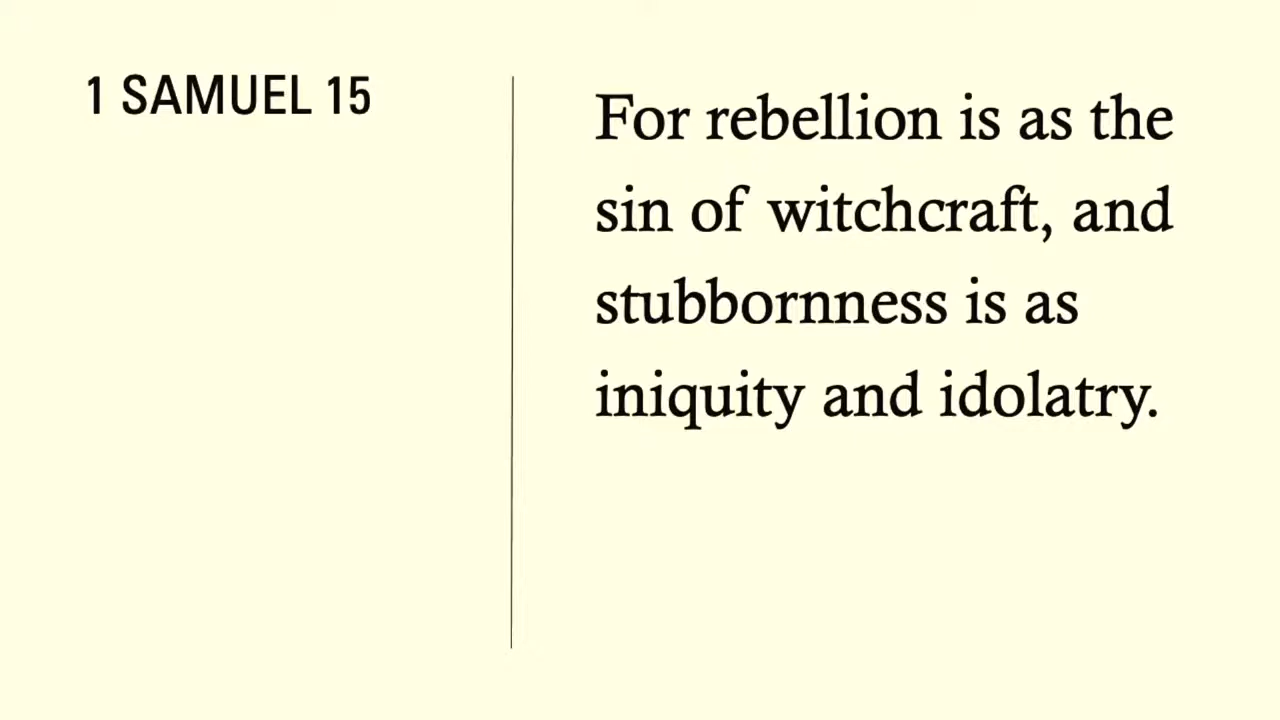 1 SAMUEL 15
For rebellion is as the
sin of witchcraft, and
stubbornness is as
iniquity and idolatry.